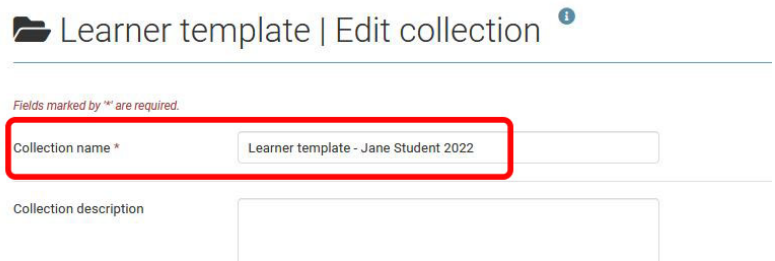 Learner template | Edit collection i
Fields marked by '*' are required.
Collection name * Learner template - Jane Student 2022
Collection description